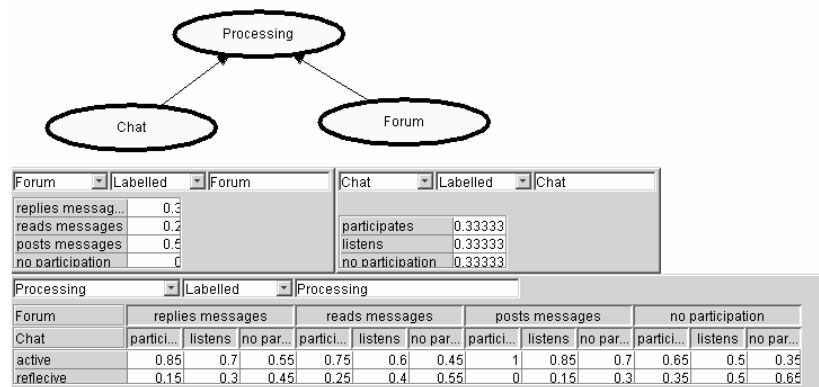 Processing
Chat
Forum
Forum Labelled Forum
replies messag... 0.3
reads messages 0.2
posts messages 0.5
no participation
Chat Labelled Chat
participates 0.33333
listens 0.33333
no participation 0.33333
Processing Labelled Processing
Forum replies messages reads messages posts messages no participation
Chat partici... listens no par... partici... listens no par... partici... listens no par... partici... listens no par...
active 0.85 0.7 0.55 0.75 0.6 0.45 1 0.85 0.7 0.65 0.5 0.35
reflecive 0.15 0.3 0.45 0.25 0.4 0.55 0 0.15 0.3 0.35 0.5 0.65